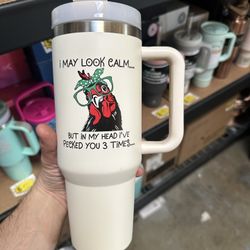 i MAY LOOK CALM....
BUT iN MY HEAD i'VE
PECKED YOU 3 TiMES....